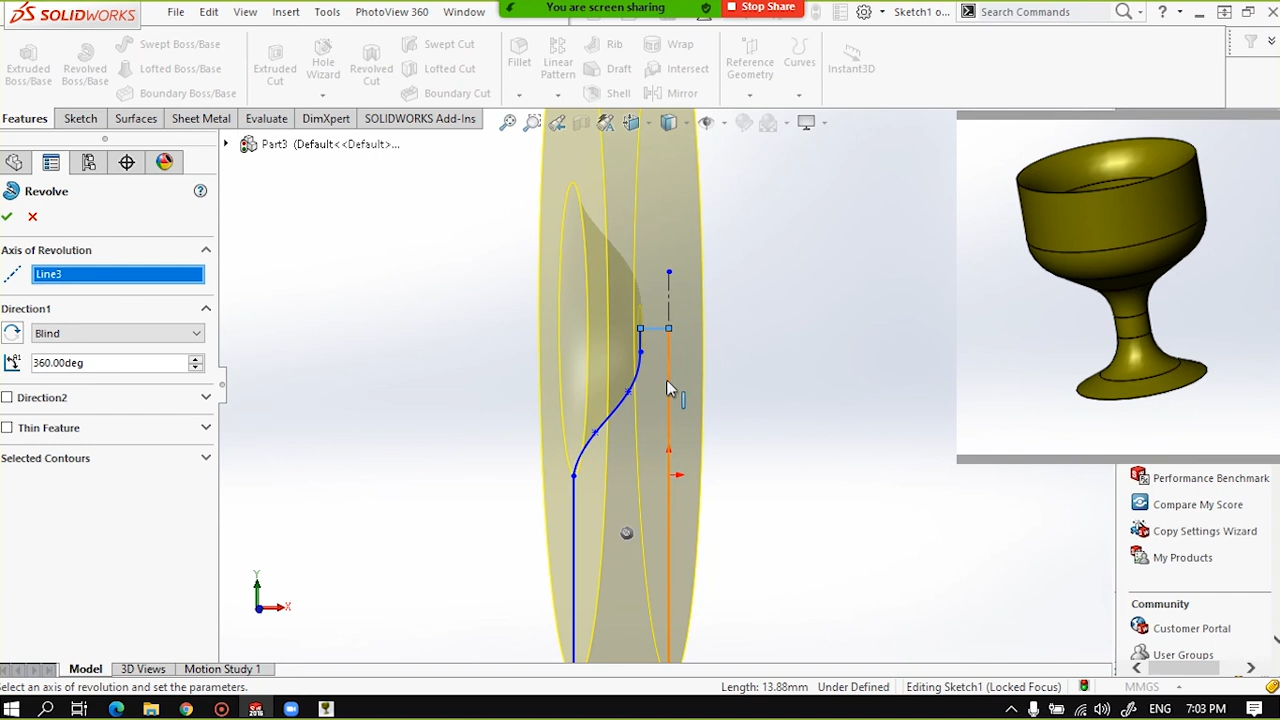 SOLIDWORKS
File Edit View Insert Tools PhotoView 360 Window
You are screen sharing
Stop Share
Sketch1 o...
Search Commands
Extruded Boss/Base
Revolved Boss/Base
Swept Boss/Base
Lofted Boss/Base
Boundary Boss/Base
Extruded Cut
Hole Wizard
Revolved Cut
Swept Cut
Lofted Cut
Boundary Cut
Fillet
Linear Pattern
Rib
Draft
Shell
Wrap
Intersect
Mirror
Reference Geometry
Curves
Instant3D
Features Sketch Surfaces Sheet Metal Evaluate DimXpert SOLIDWORKS Add-Ins
Part3 (Default<<Default>...
Revolve
Axis of Revolution
Line3
Direction1
Blind
360.00deg
Direction2
Thin Feature
Selected Contours
Y
X
Performance Benchmark
Compare My Score
Copy Settings Wizard
My Products
Community
Customer Portal
User Groups
Model 3D Views Motion Study 1
Select an axis of revolution and set the parameters.
Length: 13.88mm Under Defined Editing Sketch1 (Locked Focus) MMGS
ENG 7:03 PM